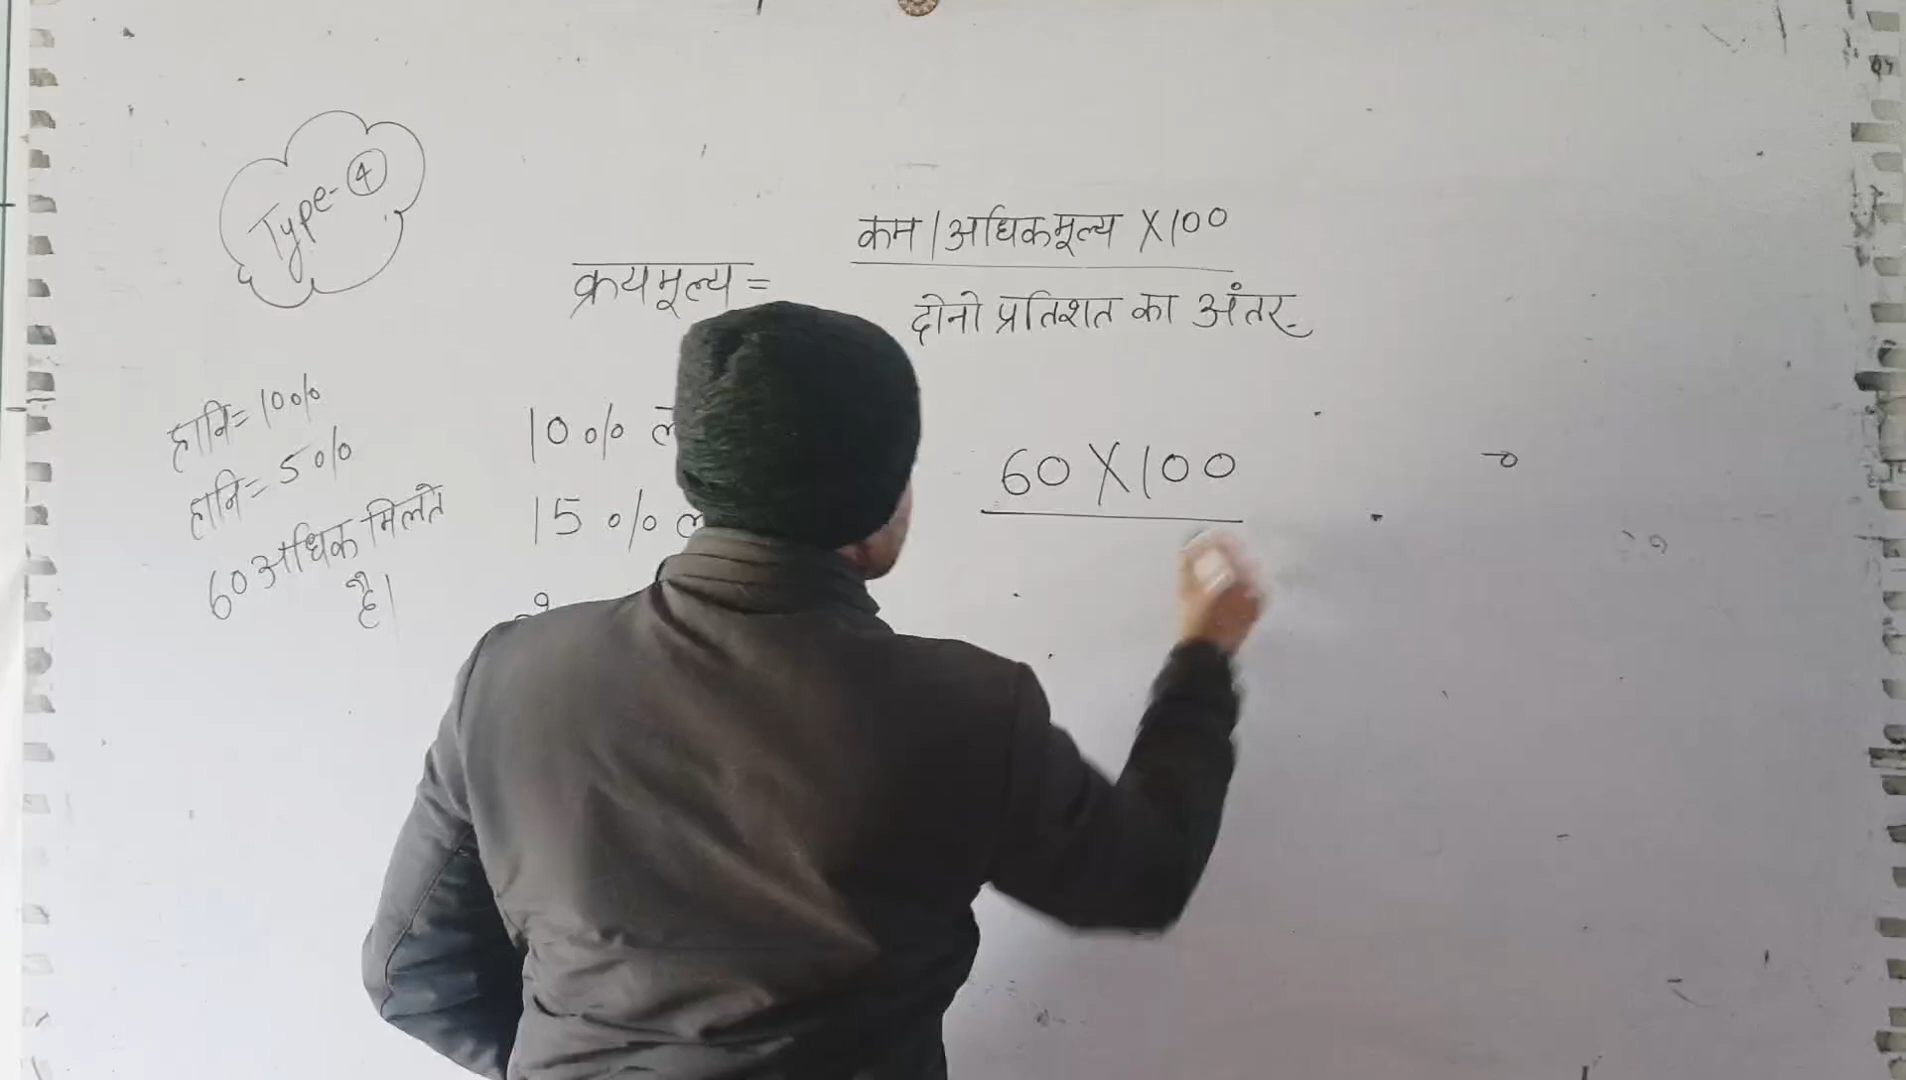 Type-④
कम/अधिकमूल्य X100
क्रयमूल्य =
दोनो प्रतिशत का अंतर
हानि=10%
हानि=5%
60अधिक मिलते
है।
10%
15%
60X100